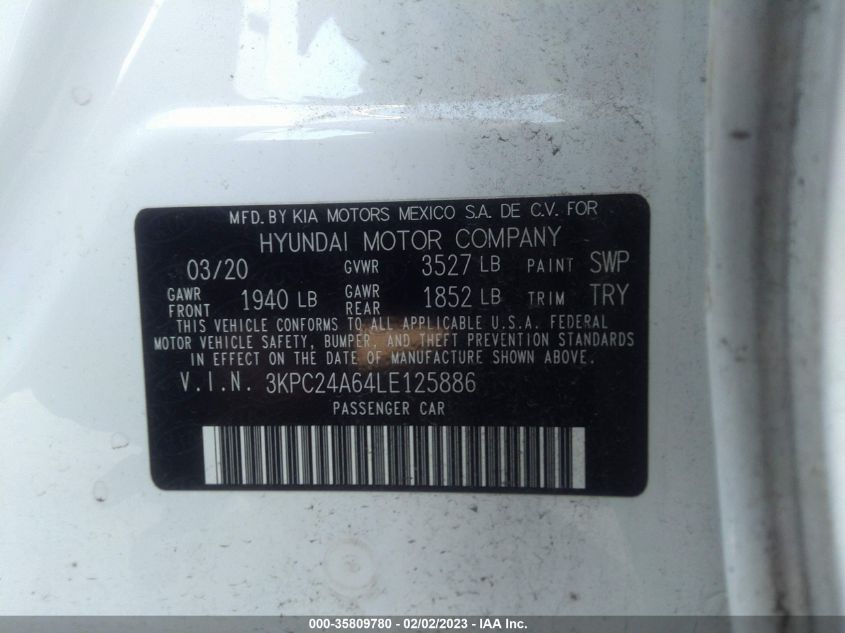 MFD. BY KIA MOTORS MEXICO S.A. DE C.V. FOR
HYUNDAI MOTOR COMPANY
03/20 GVWR 3527 LB PAINT SWP
GAWR FRONT 1940 LB GAWR REAR 1852 LB TRIM TRY
THIS VEHICLE CONFORMS TO ALL APPLICABLE U.S.A. FEDERAL
MOTOR VEHICLE SAFETY, BUMPER, AND THEFT PREVENTION STANDARDS
IN EFFECT ON THE DATE OF MANUFACTURE SHOWN ABOVE.
V.I.N. 3KPC24A64LE125886
PASSENGER CAR
000-35809780 - 02/02/2023 - IAA Inc.